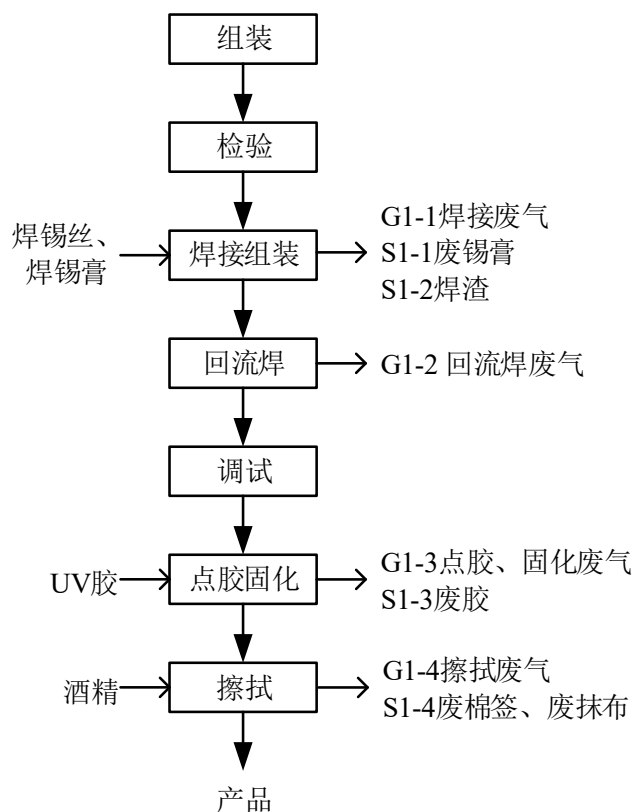 组装
检验
焊锡丝、
焊锡膏
焊接组装
G1-1焊接废气
S1-1废锡膏
S1-2焊渣
回流焊
G1-2 回流焊废气
调试
UV胶
点胶固化
G1-3点胶、固化废气
S1-3废胶
酒精
擦拭
G1-4擦拭废气
S1-4废棉签、废抹布
产品